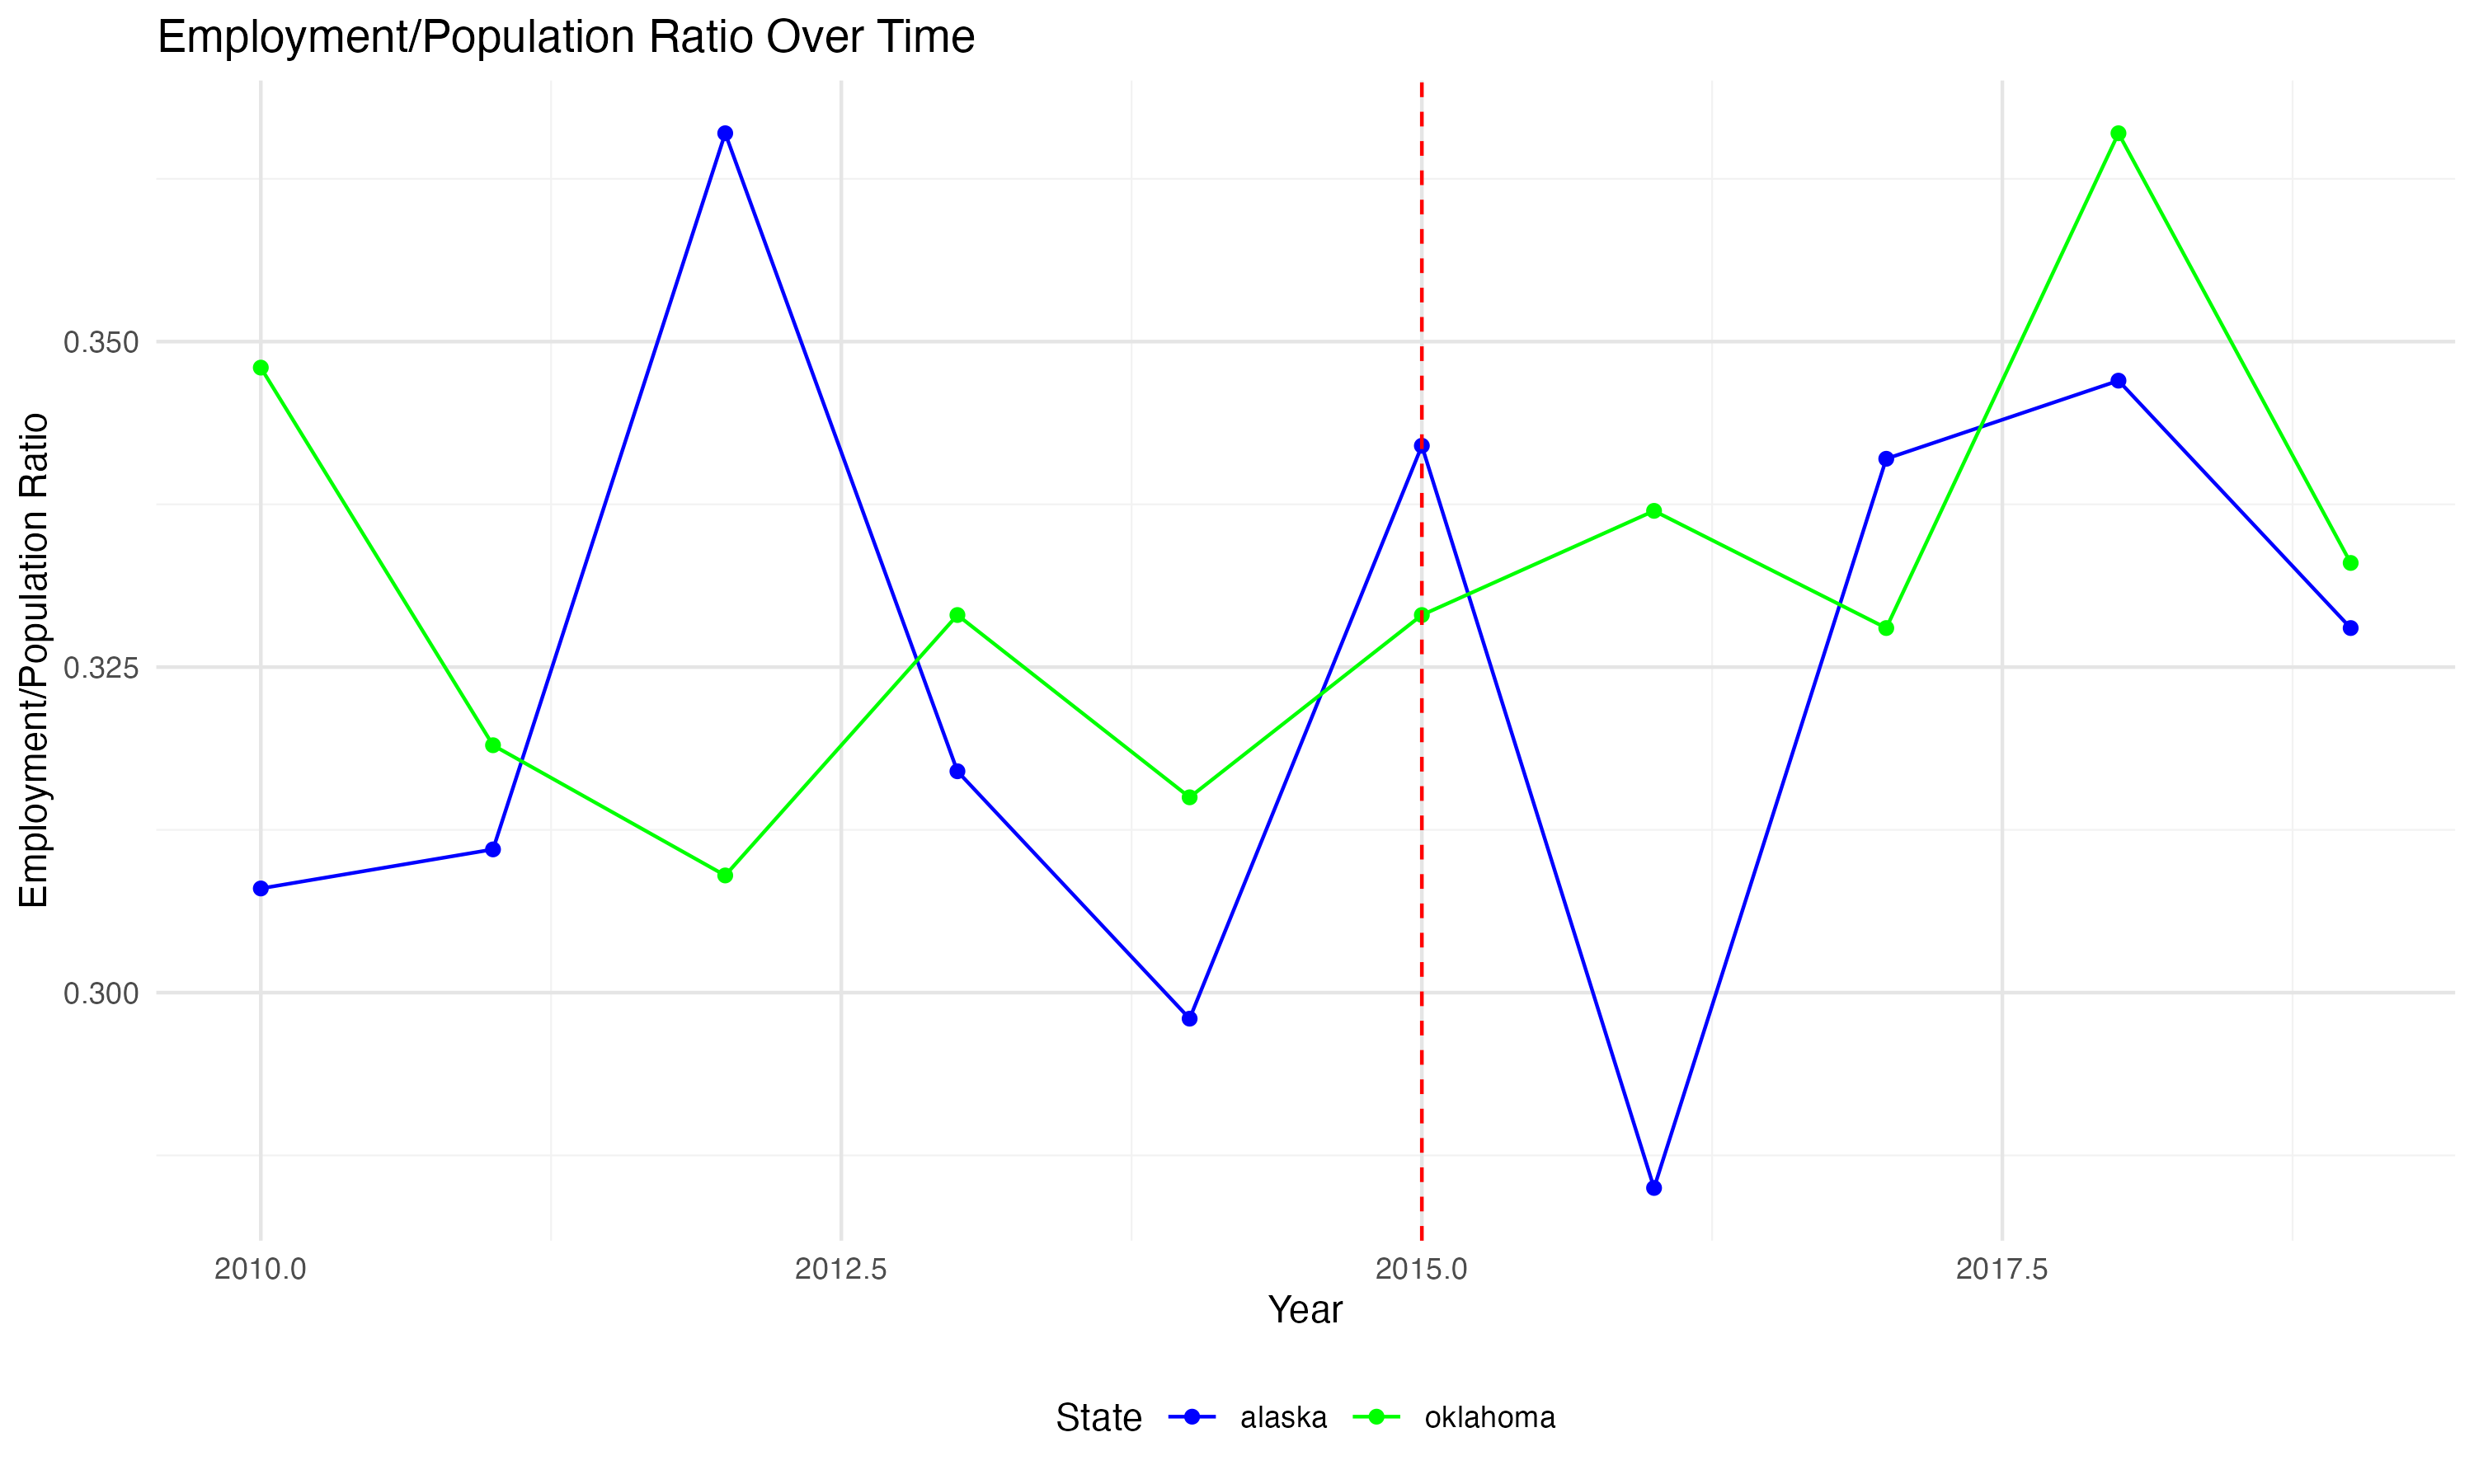 Employment/Population Ratio Over Time
Employment/Population Ratio
0.350
0.325
0.300
2010.0 2012.5 2015.0 2017.5
Year
State alaska oklahoma